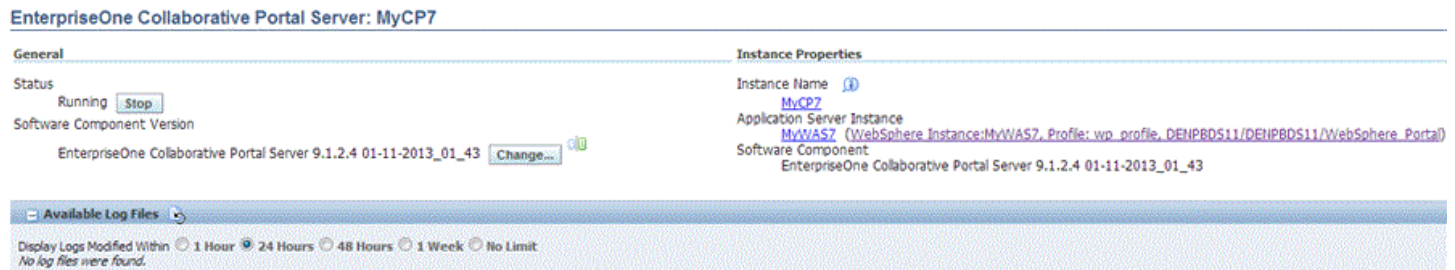 EnterpriseOne Collaborative Portal Server: MyCP7
General
Status
Running Stop
Software Component Version
EnterpriseOne Collaborative Portal Server 9.1.2.4 01-11-2013_01_43 Change...
Instance Properties
Instance Name
MyCP7
Application Server Instance
MyWAS7 (WebSphere Instance:MyWAS7, Profile: wp_profile, DENPBDS11/DENPBDS11/WebSphere_Portal)
Software Component
EnterpriseOne Collaborative Portal Server 9.1.2.4 01-11-2013_01_43
Available Log Files
Display Logs Modified Within 1 Hour 24 Hours 48 Hours 1 Week No Limit
No log files were found.